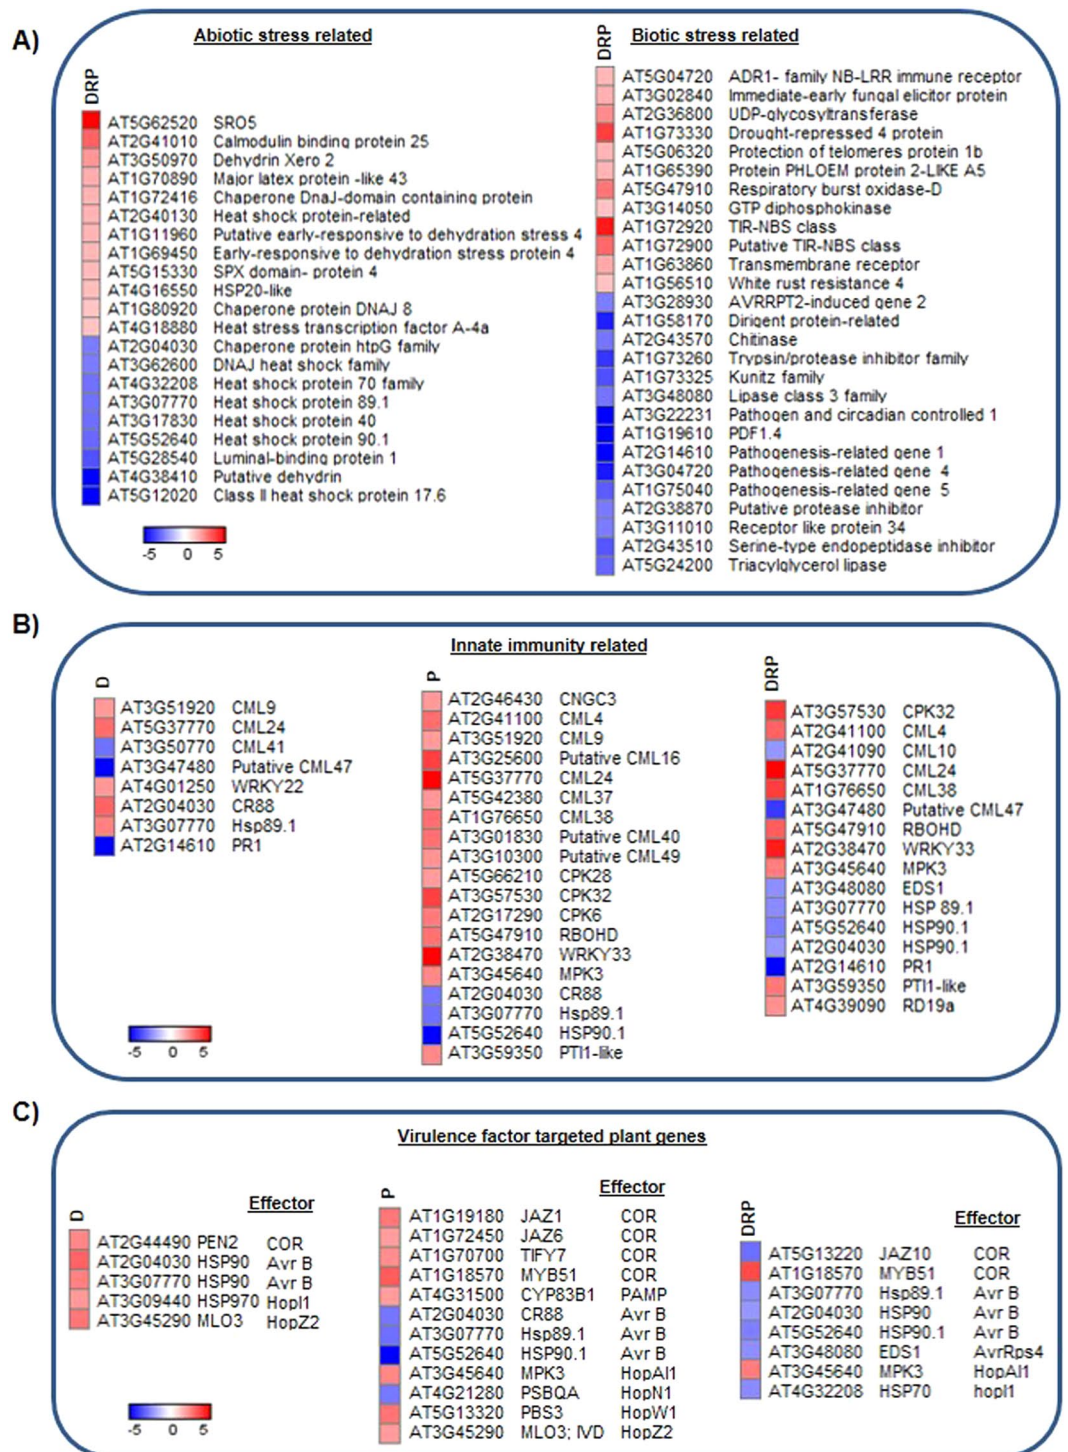 A)
Abiotic stress related
DRP
AT5G62520 SRO5
AT2G41010 Calmodulin binding protein 25
AT3G50970 Dehydrin Xero 2
AT1G70890 Major latex protein -like 43
AT1G72416 Chaperone DnaJ-domain containing protein
AT2G40130 Heat shock protein-related
AT1G11960 Putative early-responsive to dehydration stress 4
AT1G69450 Early-responsive to dehydration stress protein 4
AT5G15330 SPX domain- protein 4
AT4G16550 HSP20-like
AT1G80920 Chaperone protein DNAJ 8
AT4G18880 Heat stress transcription factor A-4a
AT2G04030 Chaperone protein htpG family
AT3G62600 DNAJ heat shock family
AT4G32208 Heat shock protein 70 family
AT3G07770 Heat shock protein 89.1
AT3G17830 Heat shock protein 40
AT5G52640 Heat shock protein 90.1
AT5G28540 Luminal-binding protein 1
AT4G38410 Putative dehydrin
AT5G12020 Class II heat shock protein 17.6
-5 0 5
Biotic stress related
DRP
AT5G04720 ADR1- family NB-LRR immune receptor
AT3G02840 Immediate-early fungal elicitor protein
AT2G36800 UDP-glycosyltransferase
AT1G73330 Drought-repressed 4 protein
AT5G06320 Protection of telomeres protein 1b
AT1G65390 Protein PHLOEM protein 2-LIKE A5
AT5G47910 Respiratory burst oxidase-D
AT3G14050 GTP diphosphokinase
AT1G72920 TIR-NBS class
AT1G72900 Putative TIR-NBS class
AT1G63860 Transmembrane receptor
AT1G56510 White rust resistance 4
AT3G28930 AVRRPT2-induced gene 2
AT1G58170 Dirigent protein-related
AT2G43570 Chitinase
AT1G73260 Trypsin/protease inhibitor family
AT1G73325 Kunitz family
AT3G48080 Lipase class 3 family
AT3G22231 Pathogen and circadian controlled 1
AT1G19610 PDF1.4
AT2G14610 Pathogenesis-related gene 1
AT3G04720 Pathogenesis-related gene 4
AT1G75040 Pathogenesis-related gene 5
AT2G38870 Putative protease inhibitor
AT3G11010 Receptor like protein 34
AT2G43510 Serine-type endopeptidase inhibitor
AT5G24200 Triacylglycerol lipase
B)
Innate immunity related
D
AT3G51920 CML9
AT5G37770 CML24
AT3G50770 CML41
AT3G47480 Putative CML47
AT4G01250 WRKY22
AT2G04030 CR88
AT3G07770 Hsp89.1
AT2G14610 PR1
-5 0 5
P
AT2G46430 CNGC3
AT2G41100 CML4
AT3G51920 CML9
AT3G25600 Putative CML16
AT5G37770 CML24
AT5G42380 CML37
AT1G76650 CML38
AT3G01830 Putative CML40
AT3G10300 Putative CML49
AT5G66210 CPK28
AT3G57530 CPK32
AT2G17290 CPK6
AT5G47910 RBOHD
AT2G38470 WRKY33
AT3G45640 MPK3
AT2G04030 CR88
AT3G07770 Hsp89.1
AT5G52640 HSP90.1
AT3G59350 PTI1-like
DRP
AT3G57530 CPK32
AT2G41100 CML4
AT2G41090 CML10
AT5G37770 CML24
AT1G76650 CML38
AT3G47480 Putative CML47
AT5G47910 RBOHD
AT2G38470 WRKY33
AT3G45640 MPK3
AT3G48080 EDS1
AT3G07770 HSP 89.1
AT5G52640 HSP90.1
AT2G04030 HSP90.1
AT2G14610 PR1
AT3G59350 PTI1-like
AT4G39090 RD19a
C)
Virulence factor targeted plant genes
D
Effector
AT2G44490 PEN2 COR
AT2G04030 HSP90 Avr B
AT3G07770 HSP90 Avr B
AT3G09440 HSP970 HopI1
AT3G45290 MLO3 HopZ2
-5 0 5
P
Effector
AT1G19180 JAZ1 COR
AT1G72450 JAZ6 COR
AT1G70700 TIFY7 COR
AT1G18570 MYB51 COR
AT4G31500 CYP83B1 PAMP
AT2G04030 CR88 Avr B
AT3G07770 Hsp89.1 Avr B
AT5G52640 HSP90.1 Avr B
AT3G45640 MPK3 HopAI1
AT4G21280 PSBQA HopN1
AT5G13320 PBS3 HopW1
AT3G45290 MLO3; IVD HopZ2
DRP
Effector
AT5G13220 JAZ10 COR
AT1G18570 MYB51 COR
AT3G07770 Hsp89.1 Avr B
AT2G04030 HSP90 Avr B
AT5G52640 HSP90.1 Avr B
AT3G48080 EDS1 AvrRps4
AT3G45640 MPK3 HopAI1
AT4G32208 HSP70 hopI1